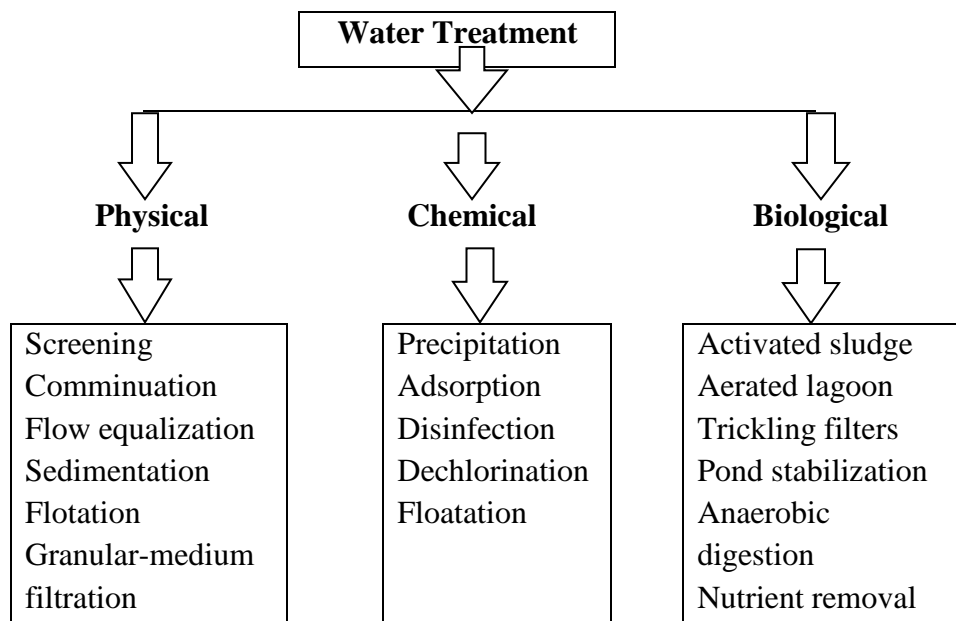 Water Treatment
Physical
Chemical
Biological
Screening
Comminuation
Flow equalization
Sedimentation
Flotation
Granular-medium
filtration
Precipitation
Adsorption
Disinfection
Dechlorination
Floatation
Activated sludge
Aerated lagoon
Trickling filters
Pond stabilization
Anaerobic
digestion
Nutrient removal